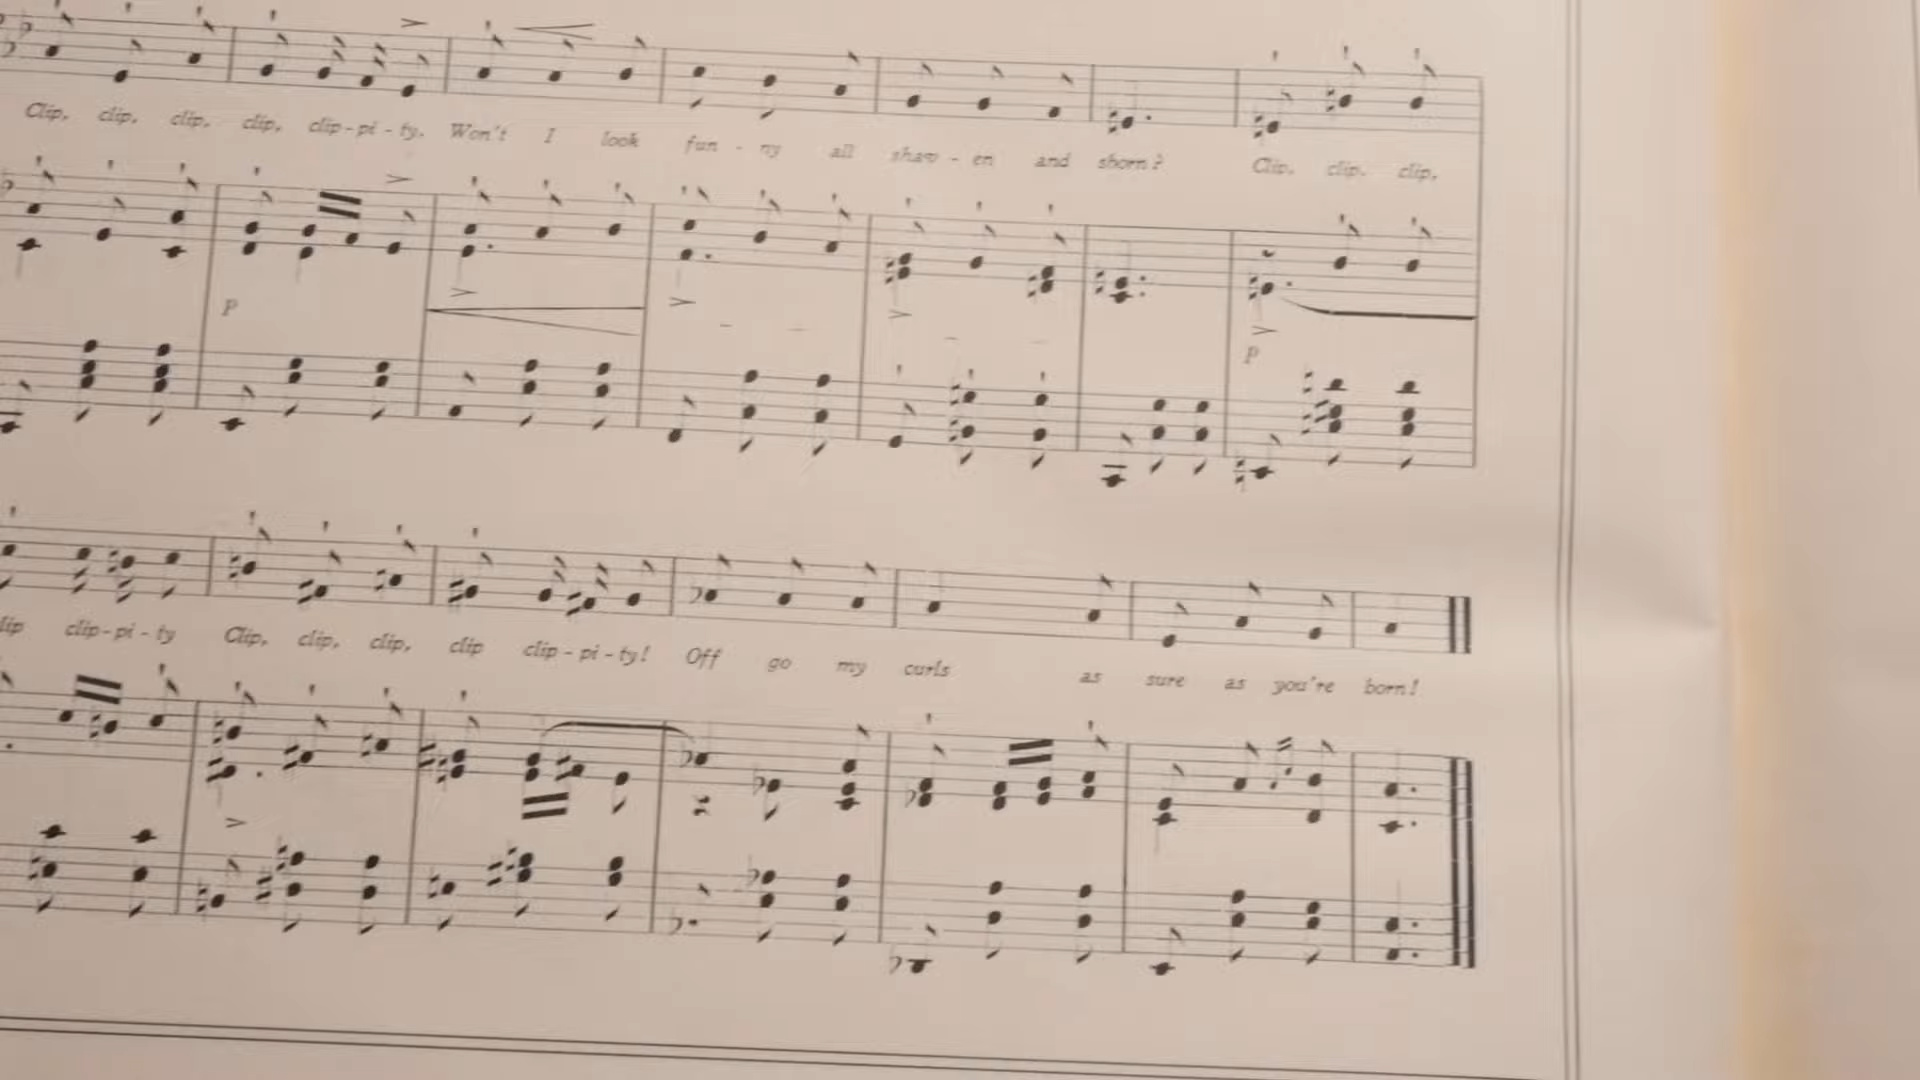 Clip, clip, clip, clip, clip-pi-ty, Won't I look fun-ny all shav-en and shorn? Clip, clip, clip,
p
p
clip-pi-ty Clip, clip, clip, clip clip-pi-ty! Off go my curls as sure as you're born!